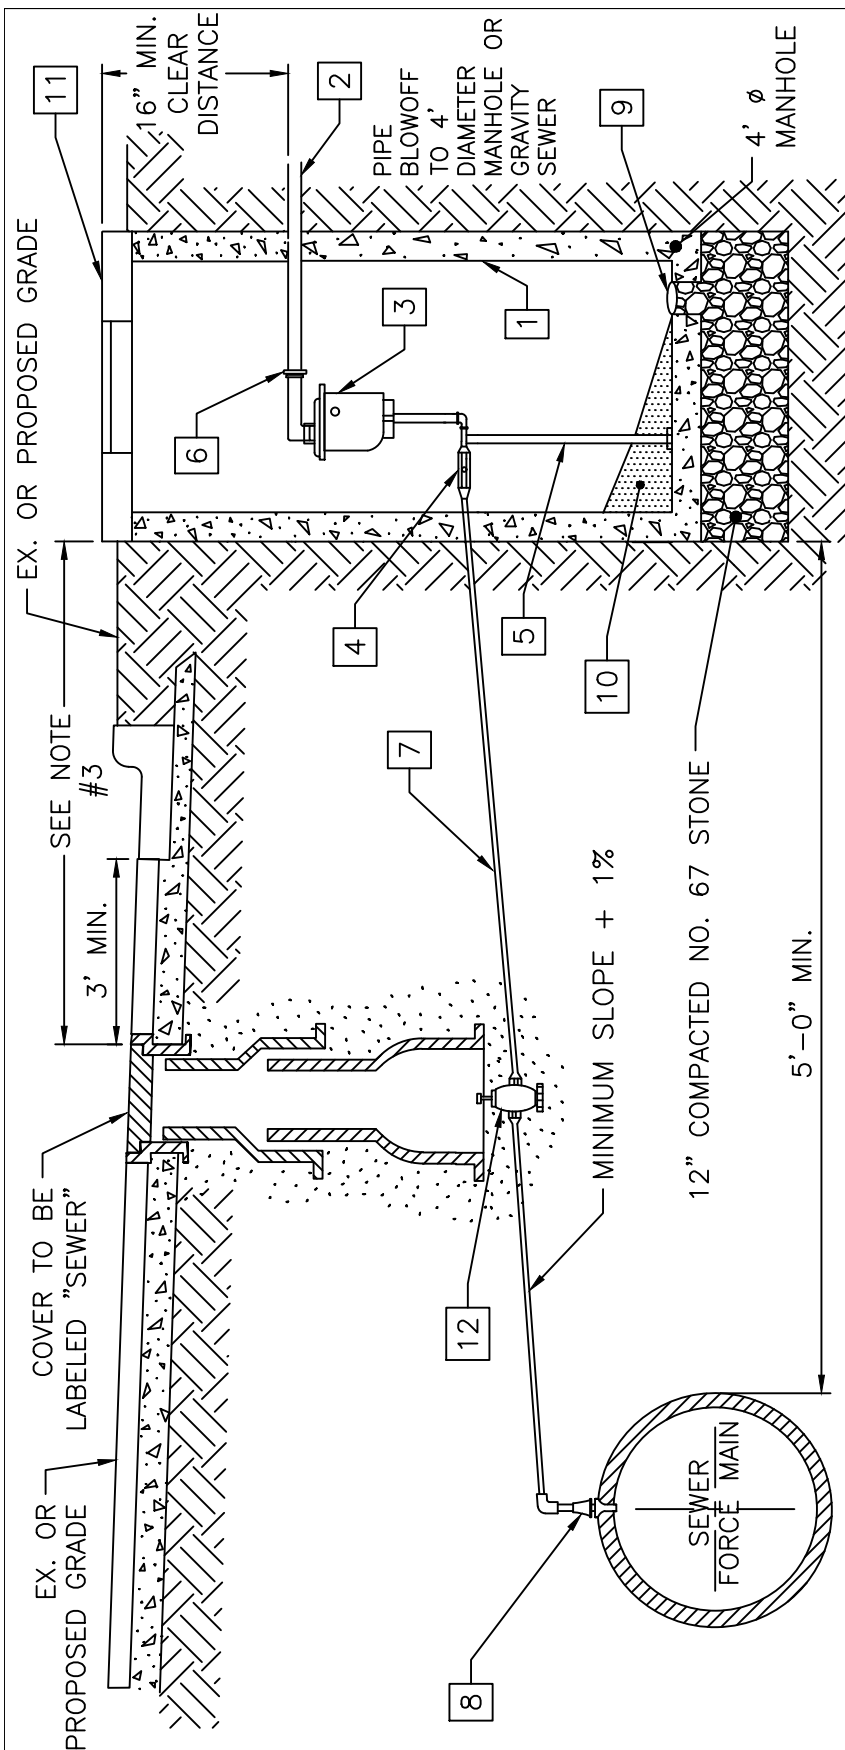 EX. OR
PROPOSED GRADE
COVER TO BE
LABELED "SEWER"
3' MIN.
SEE NOTE
#3
EX. OR PROPOSED GRADE
11
16" MIN.
CLEAR
DISTANCE
2
PIPE
BLOWOFF
TO 4'
DIAMETER
MANHOLE OR
GRAVITY
SEWER
6
3
1
9
4' ø
MANHOLE
4
5
10
7
12
MINIMUM SLOPE + 1%
12" COMPACTED NO. 67 STONE
5'-0" MIN.
8
SEWER
FORCE MAIN